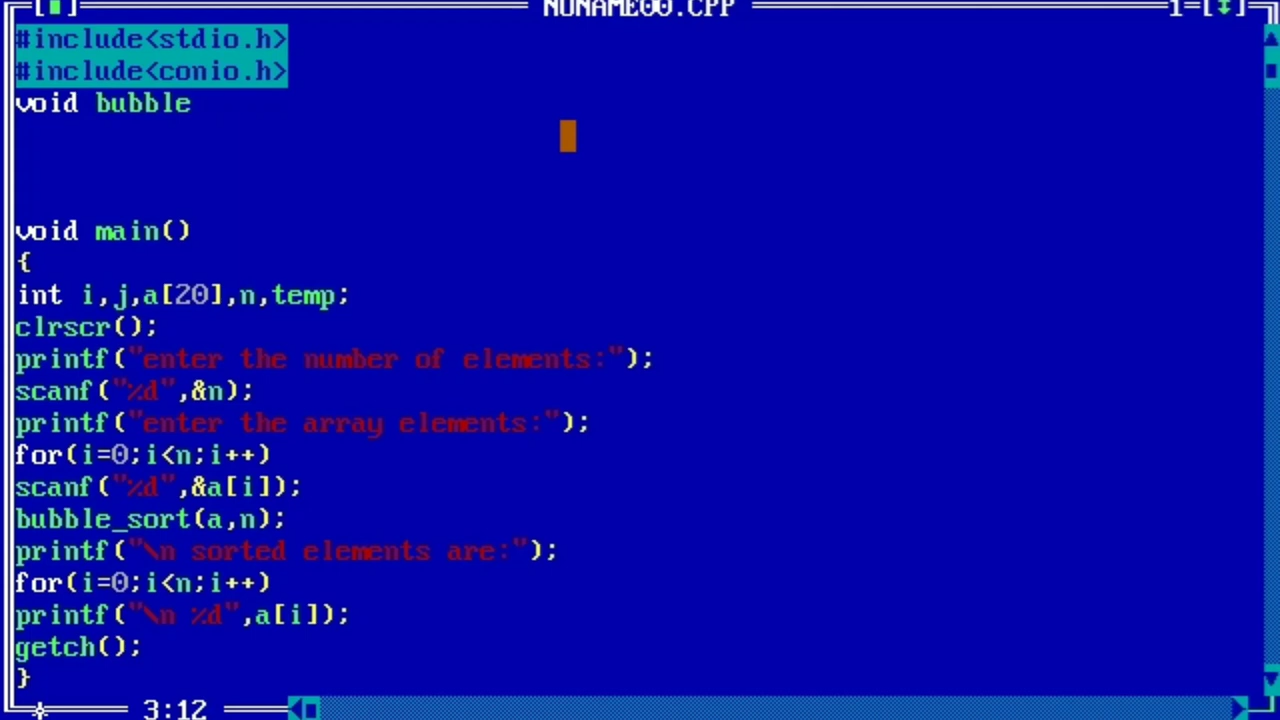 NONAME00.CPP
1=[↕]
#include<stdio.h>
#include<conio.h>
void bubble
void main()
{
int i,j,a[20],n,temp;
clrscr();
printf("enter the number of elements:");
scanf("%d",&n);
printf("enter the array elements:");
for(i=0;i<n;i++)
scanf("%d",&a[i]);
bubble_sort(a,n);
printf("\n sorted elements are:");
for(i=0;i<n;i++)
printf("\n %d",a[i]);
getch();
}
3:12